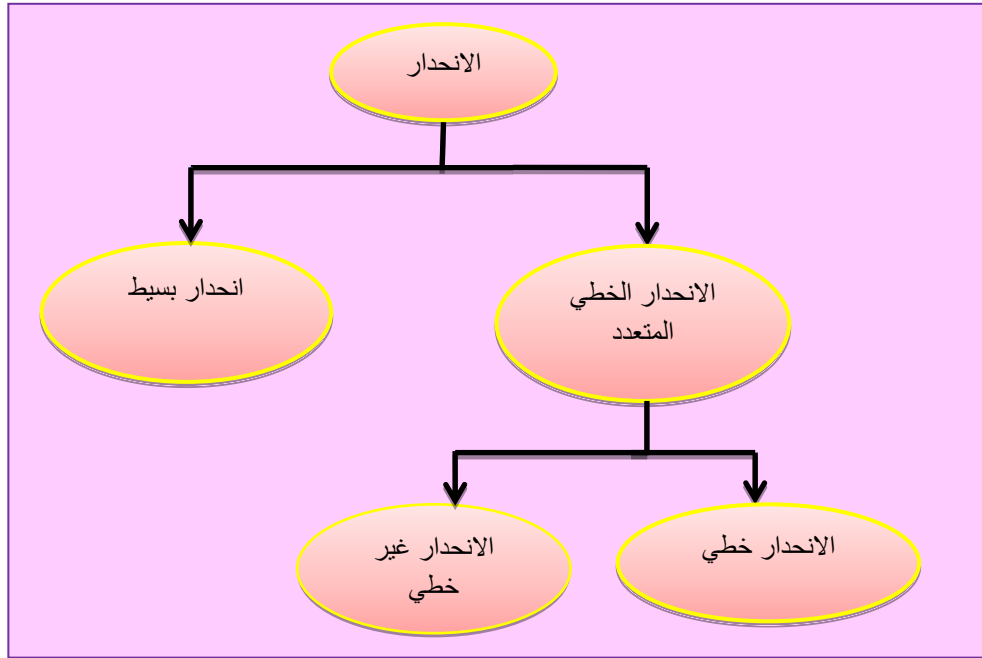 الانحدار
الانحدار الخطي
المتعدد
انحدار بسيط
الانحدار خطي
الانحدار غير
خطي